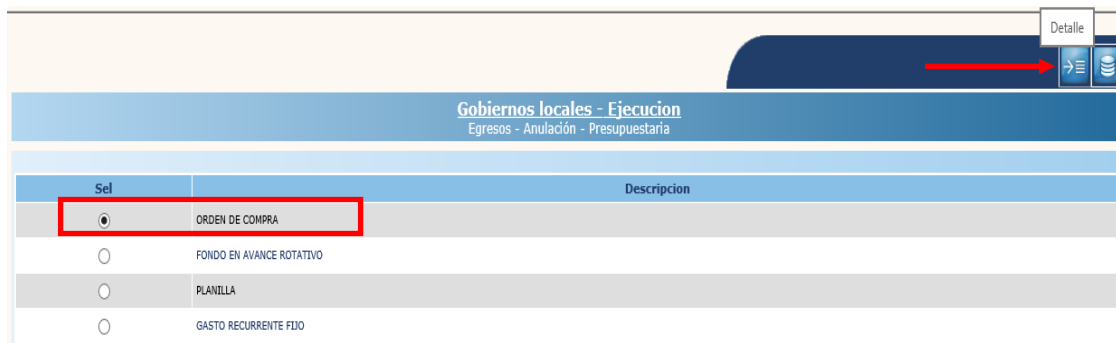 Detalle
Gobiernos locales - Ejecucion
Egresos - Anulación - Presupuestaria
Sel Descripcion
ORDEN DE COMPRA
FONDO EN AVANCE ROTATIVO
PLANILLA
GASTO RECURRENTE FIJO